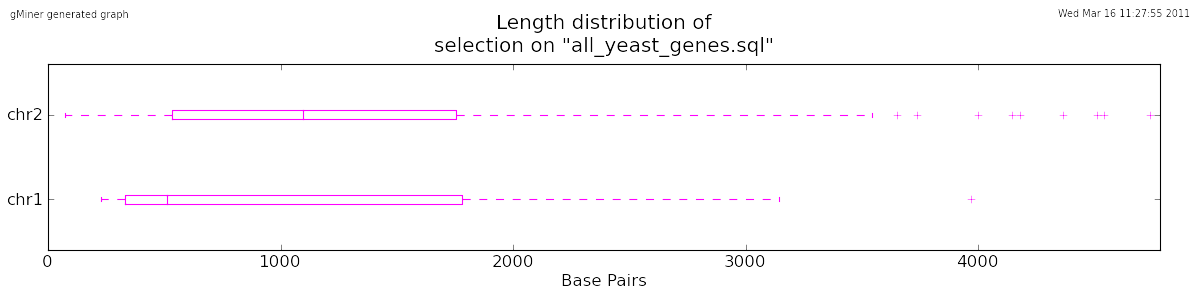 gMiner generated graph
Wed Mar 16 11:27:55 2011
Length distribution of
selection on "all_yeast_genes.sql"
chr2
chr1
0 1000 2000 3000 4000
Base Pairs